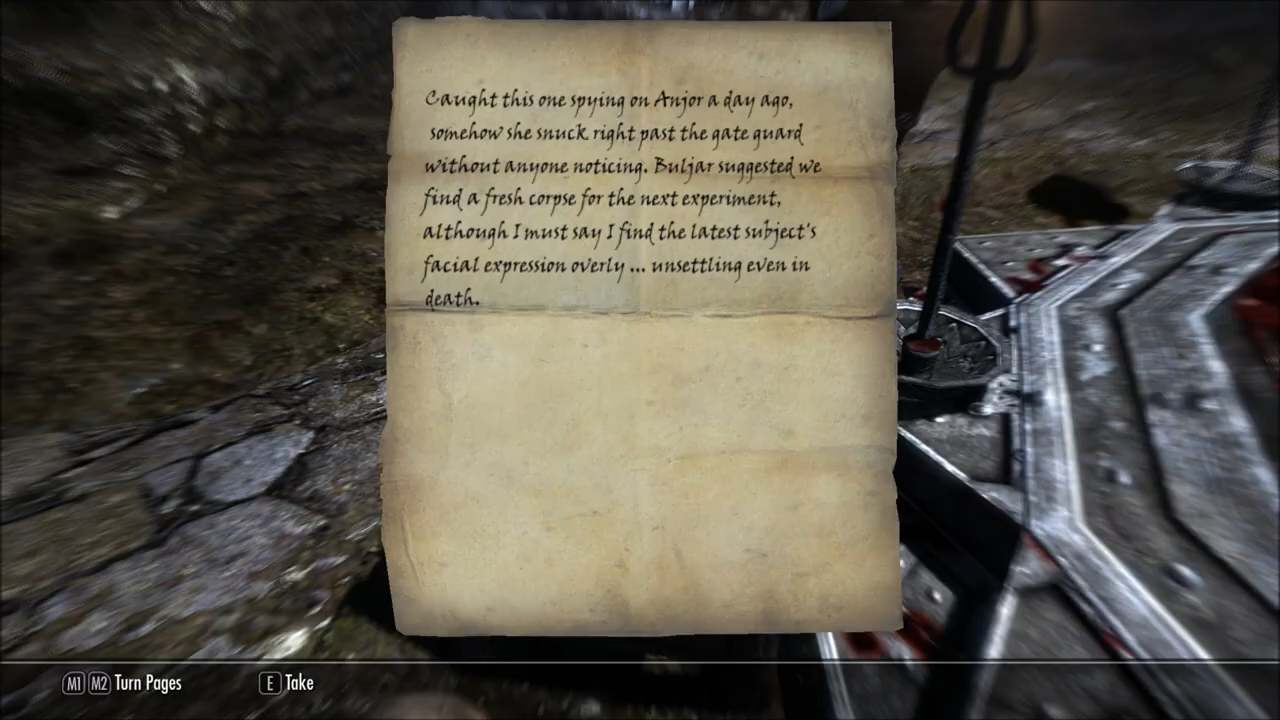 Caught this one spying on Anjor a day ago,
somehow she snuck right past the gate guard
without anyone noticing. Buljar suggested we
find a fresh corpse for the next experiment,
although I must say I find the latest subject's
facial expression overly ... unsettling even in
death.
M1 M2 Turn Pages E Take